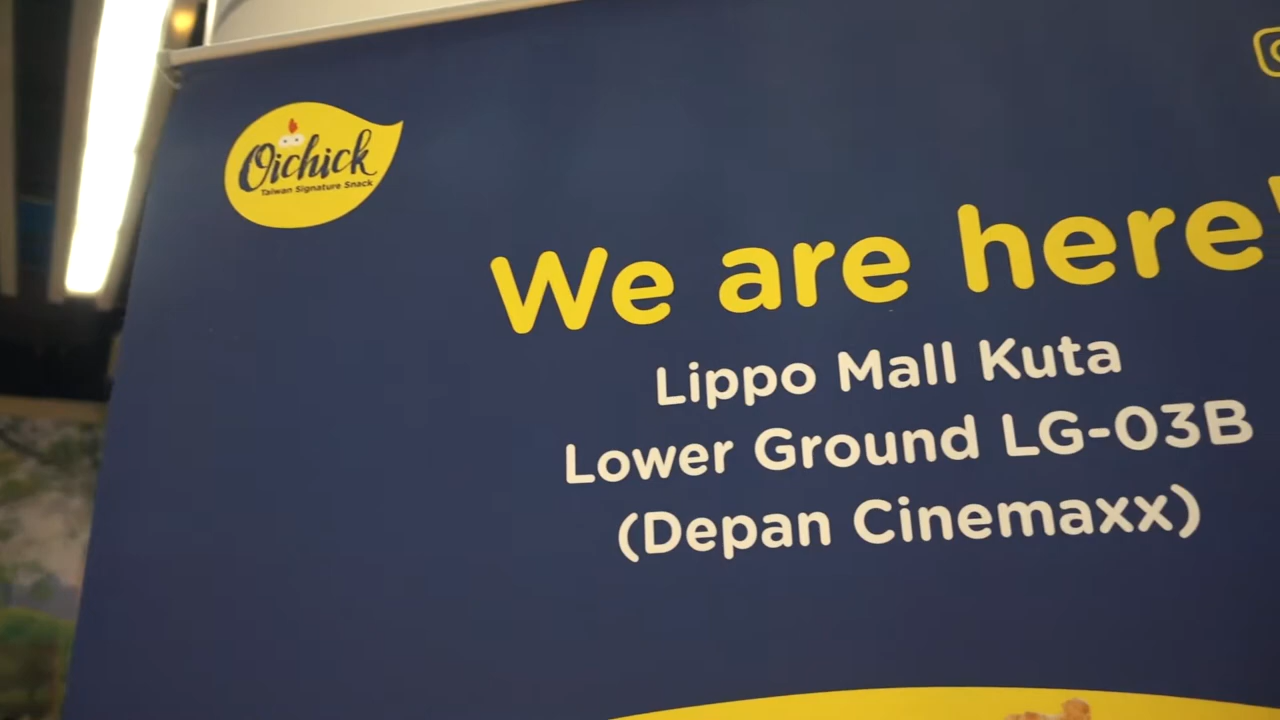 Oichick
Taiwan Signature Snack
We are here!
Lippo Mall Kuta
Lower Ground LG-03B
(Depan Cinemaxx)